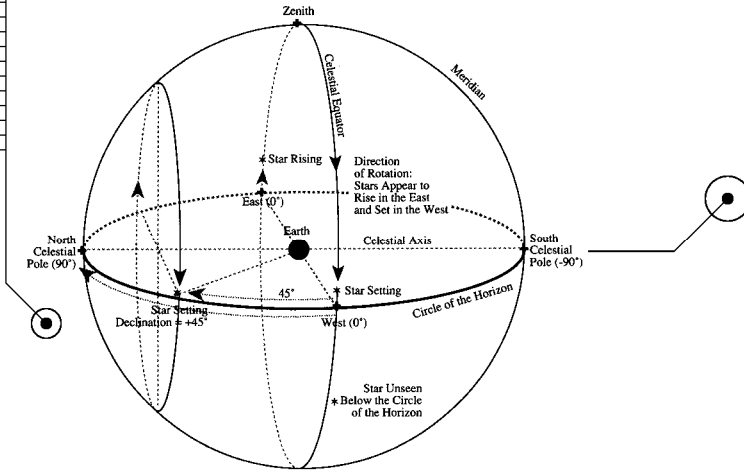 Zenith
Meridian
Celestial Equator
Star Rising
Direction
of Rotation:
Stars Appear to
Rise in the East
and Set in the West
East (0°)
Earth
North
Celestial
Pole (90°)
Celestial Axis
South
Celestial
Pole (-90°)
45°
Star Setting
Star Setting
Declination = +45°
West (0°)
Circle of the Horizon
Star Unseen
Below the Circle
of the Horizon